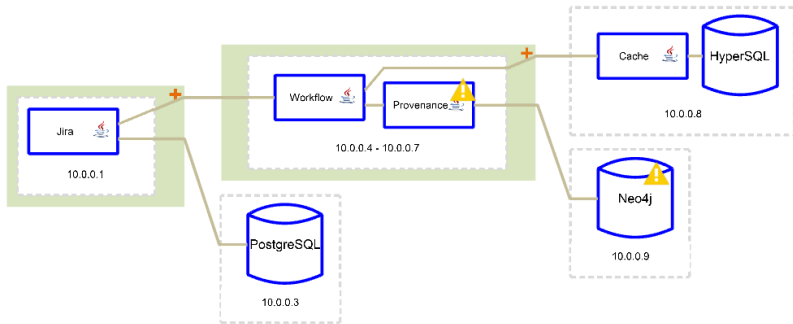 Cache
HyperSQL
10.0.0.8
Workflow
Provenance
10.0.0.4 - 10.0.0.7
Jira
10.0.0.1
Neo4j
10.0.0.9
PostgreSQL
10.0.0.3